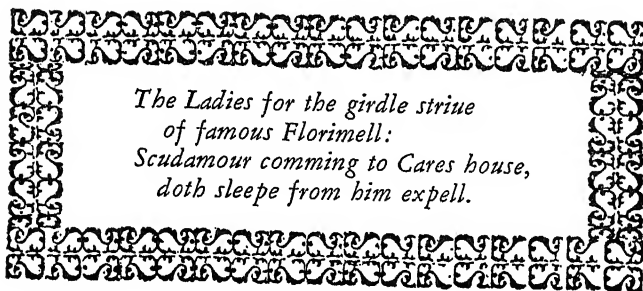 The Ladies for the girdle striue
of famous Florimell:
Scudamour comming to Cares house,
doth sleepe from him expell.